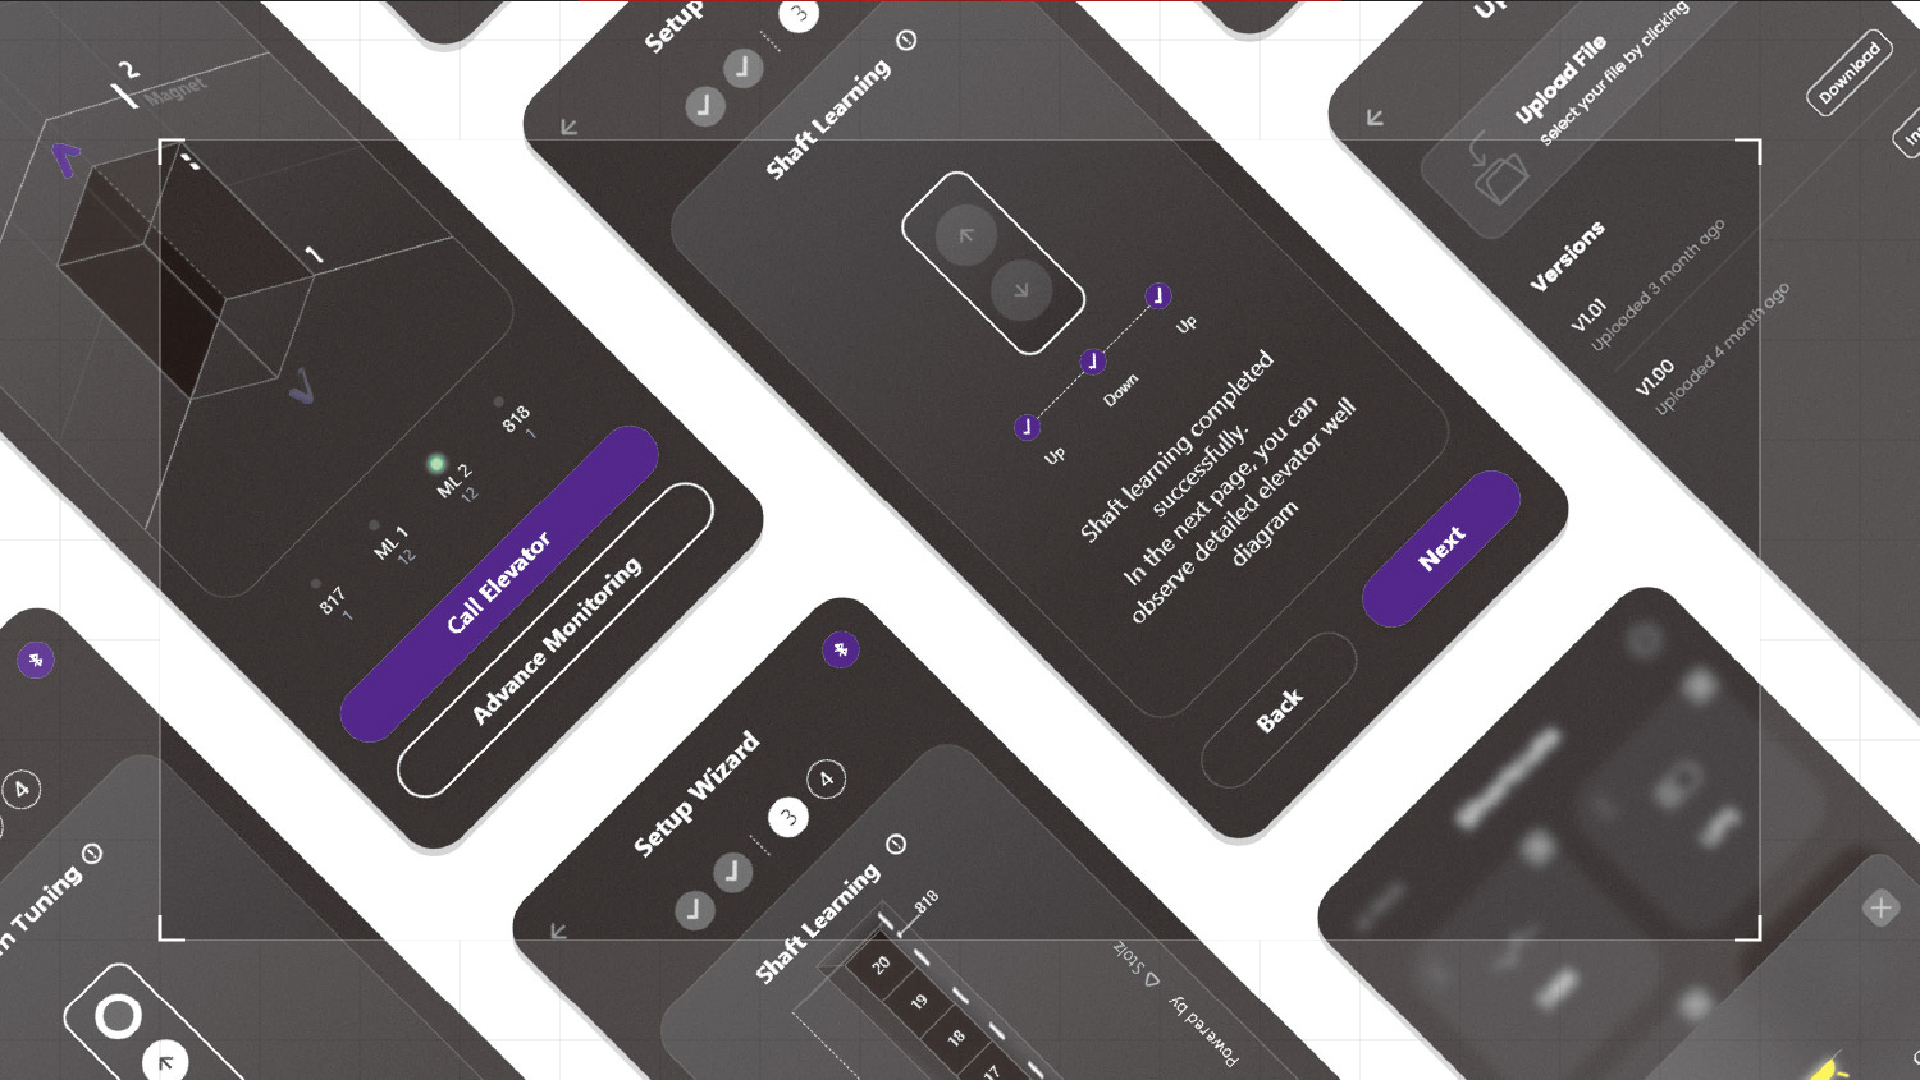 2
Magnet
1
818
1
ML 2
12
ML 1
12
817
1
Call Elevator
Advance Monitoring
Setup
3
Shaft Learning
Up
Down
Up
Shaft learning completed
successfully.
In the next page, you can
observe detailed elevator well
diagram
Next
Back
Upload File
Select your file by clicking
Download
Versions
V1.01
Uploaded 3 month ago
V1.00
Uploaded 4 month ago
4
Tuning
Setup Wizard
3
4
Shaft Learning
818
20
19
18
17
Powered by
Stolz